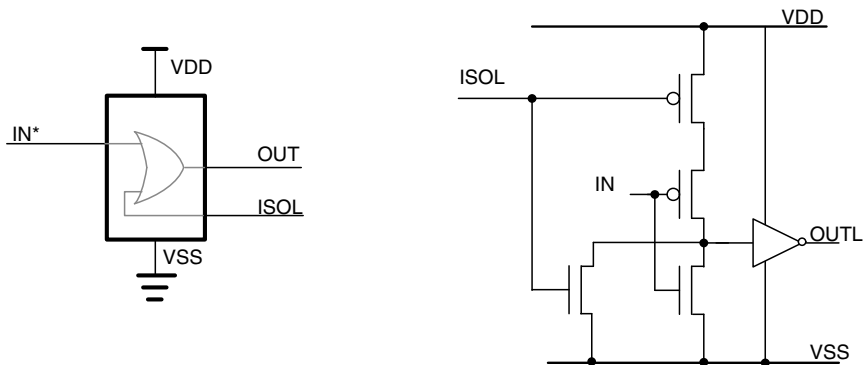 VDD
IN*
OUT
ISOL
VSS
VDD
ISOL
IN
OUTL
VSS